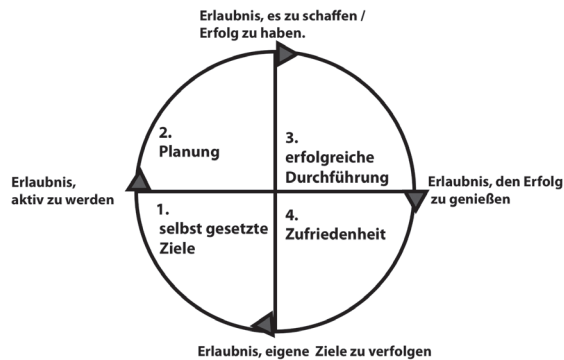 Erlaubnis, es zu schaffen /
Erfolg zu haben.
2.
Planung
3.
erfolgreiche
Durchführung
Erlaubnis,
aktiv zu werden
Erlaubnis, den Erfolg
zu genießen
1.
selbst gesetzte
Ziele
4.
Zufriedenheit
Erlaubnis, eigene Ziele zu verfolgen